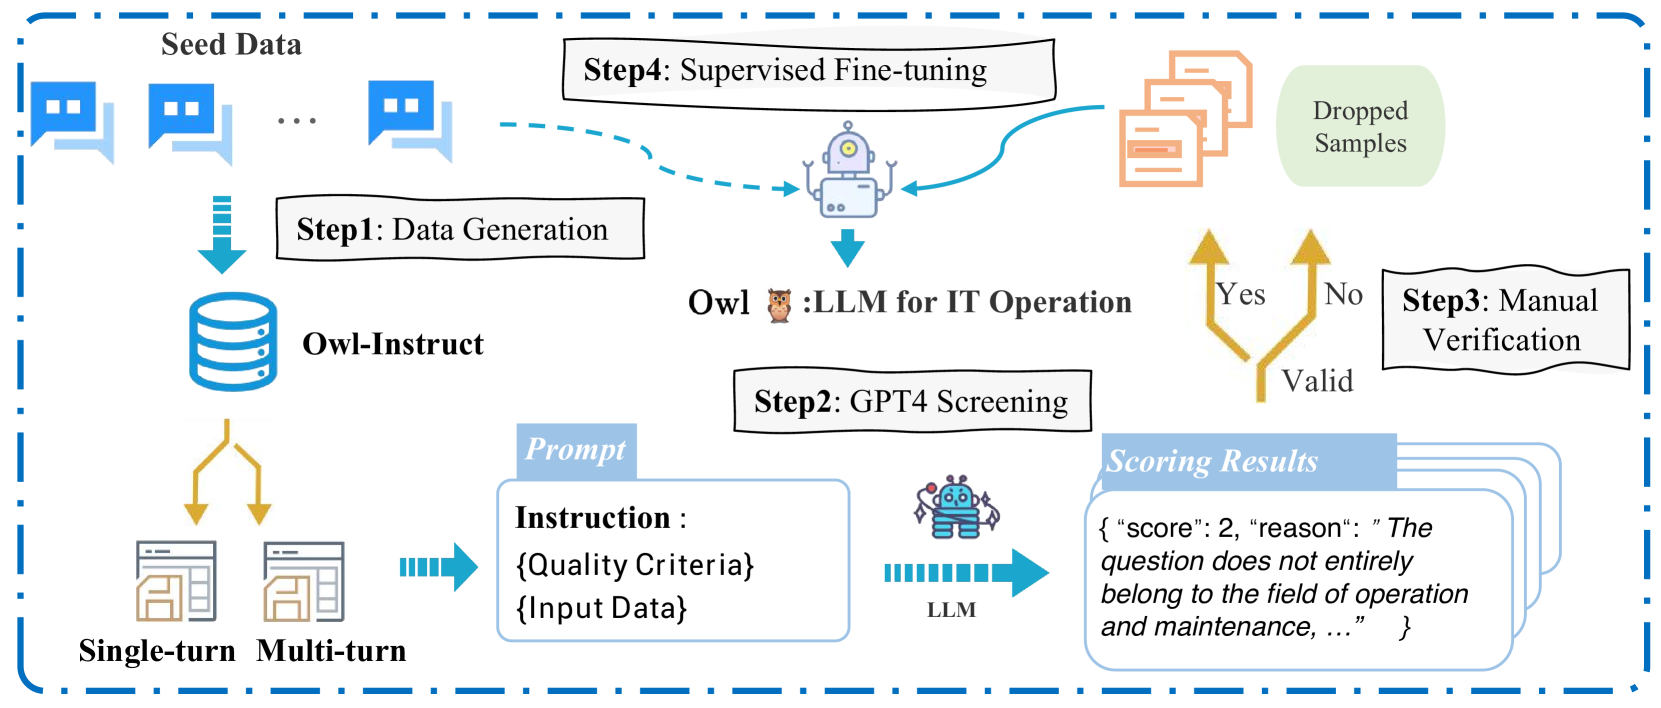 Seed Data
Step4: Supervised Fine-tuning
Dropped
Samples
...
Step1: Data Generation
Owl :LLM for IT Operation
Yes
No
Step3: Manual
Verification
Valid
Owl-Instruct
Step2: GPT4 Screening
Prompt
Instruction :
{Quality Criteria}
{Input Data}
LLM
Scoring Results
{ “score”: 2, “reason“: ” The
question does not entirely
belong to the field of operation
and maintenance, …” }
Single-turn
Multi-turn